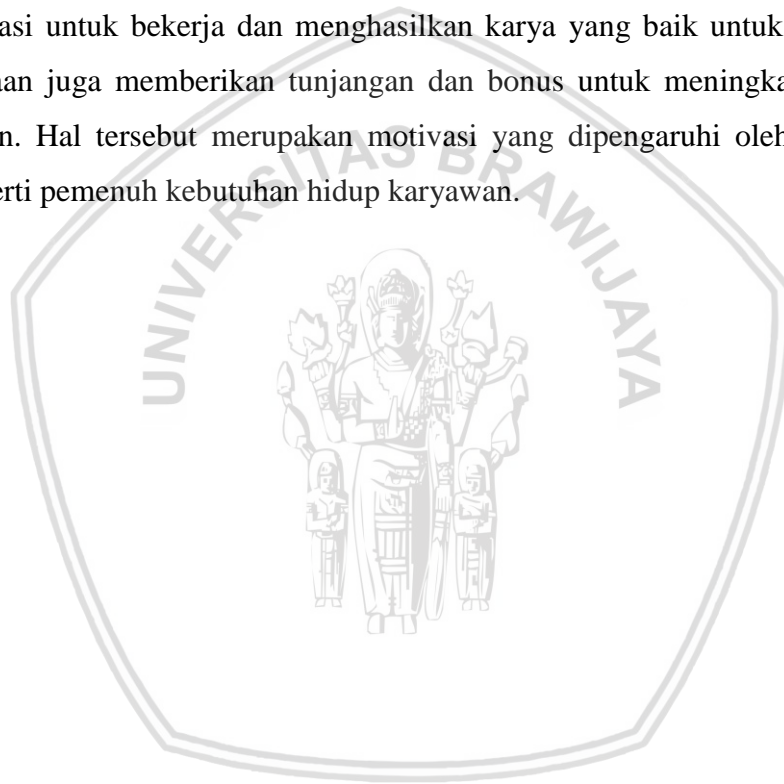 asi untuk bekerja dan menghasilkan karya yang baik untuk
an juga memberikan tunjangan dan bonus untuk meningka
n. Hal tersebut merupakan motivasi yang dipengaruhi oleh
erti pemenuh kebutuhan hidup karyawan.
UNIVERSITAS BRAWIJAYA